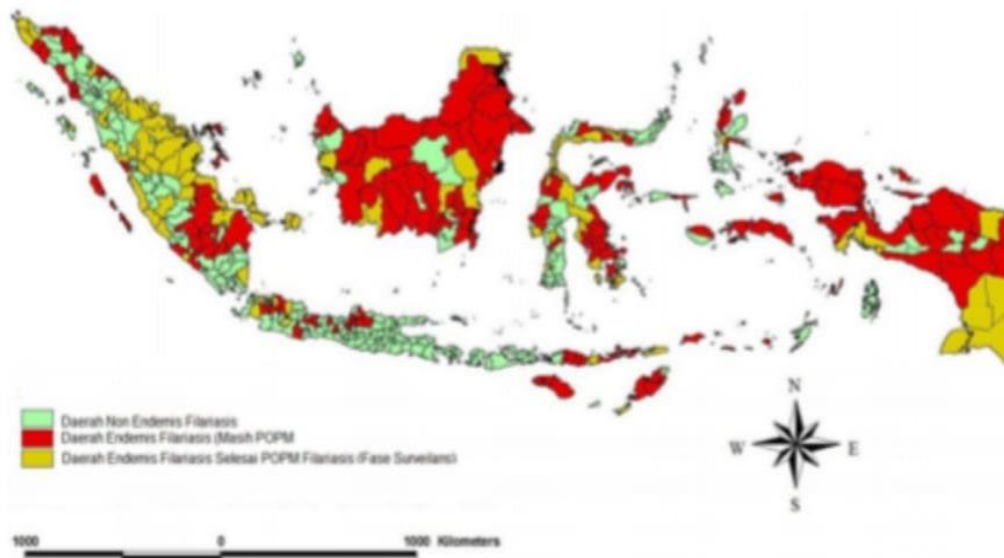 Daerah Non Endemis Filariasis
Daerah Endemis Filariasis (Masih POPM
Daerah Endemis Filariasis Selesai POPM Filariasis (Fase Surveilans)
N
W E
S
1000 0 1000 Kilometers